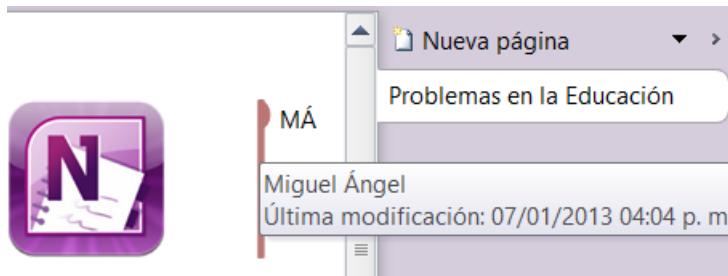 Nueva página
Problemas en la Educación
N
MÁ
Miguel Ángel
Última modificación: 07/01/2013 04:04 p. m